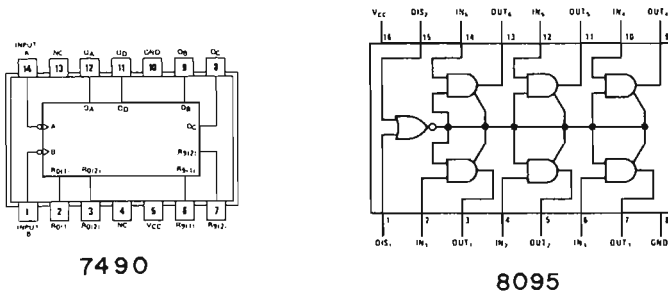 INPUT
A NC QA QD GND QB QC
14 13 12 11 10 9 8
QA QD QB
QC
A
B
R0(1) R0(2) R9(1)
R9(2)
1 2 3 4 5 6 7
INPUT
B R0(1) R0(2) NC VCC R9(1) R9(2)
7490
VCC DIS2 IN6 OUT6 IN5 OUT5 IN4 OUT4
16 15 14 13 12 11 10 9
1 2 3 4 5 6 7 8
DIS1 IN1 OUT1 IN2 OUT2 IN3 OUT3 GND
8095